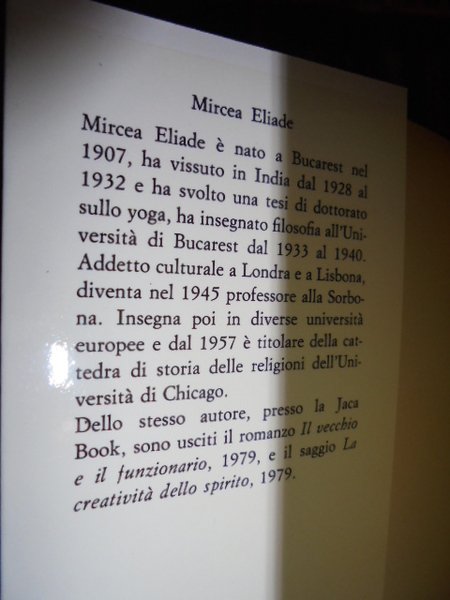 Mircea Eliade
Mircea Eliade è nato a Bucarest nel
1907, ha vissuto in India dal 1928 al
1932 e ha svolto una tesi di dottorato
sullo yoga, ha insegnato filosofia all'Uni-
versità di Bucarest dal 1933 al 1940.
Addetto culturale a Londra e a Lisbona,
diventa nel 1945 professore alla Sorbo-
na. Insegna poi in diverse università
europee e dal 1957 è titolare della cat-
tedra di storia delle religioni dell'Uni-
versità di Chicago.
Dello stesso autore, presso la Jaca
Book, sono usciti il romanzo Il vecchio
e il funzionario, 1979, e il saggio La
creatività dello spirito, 1979.